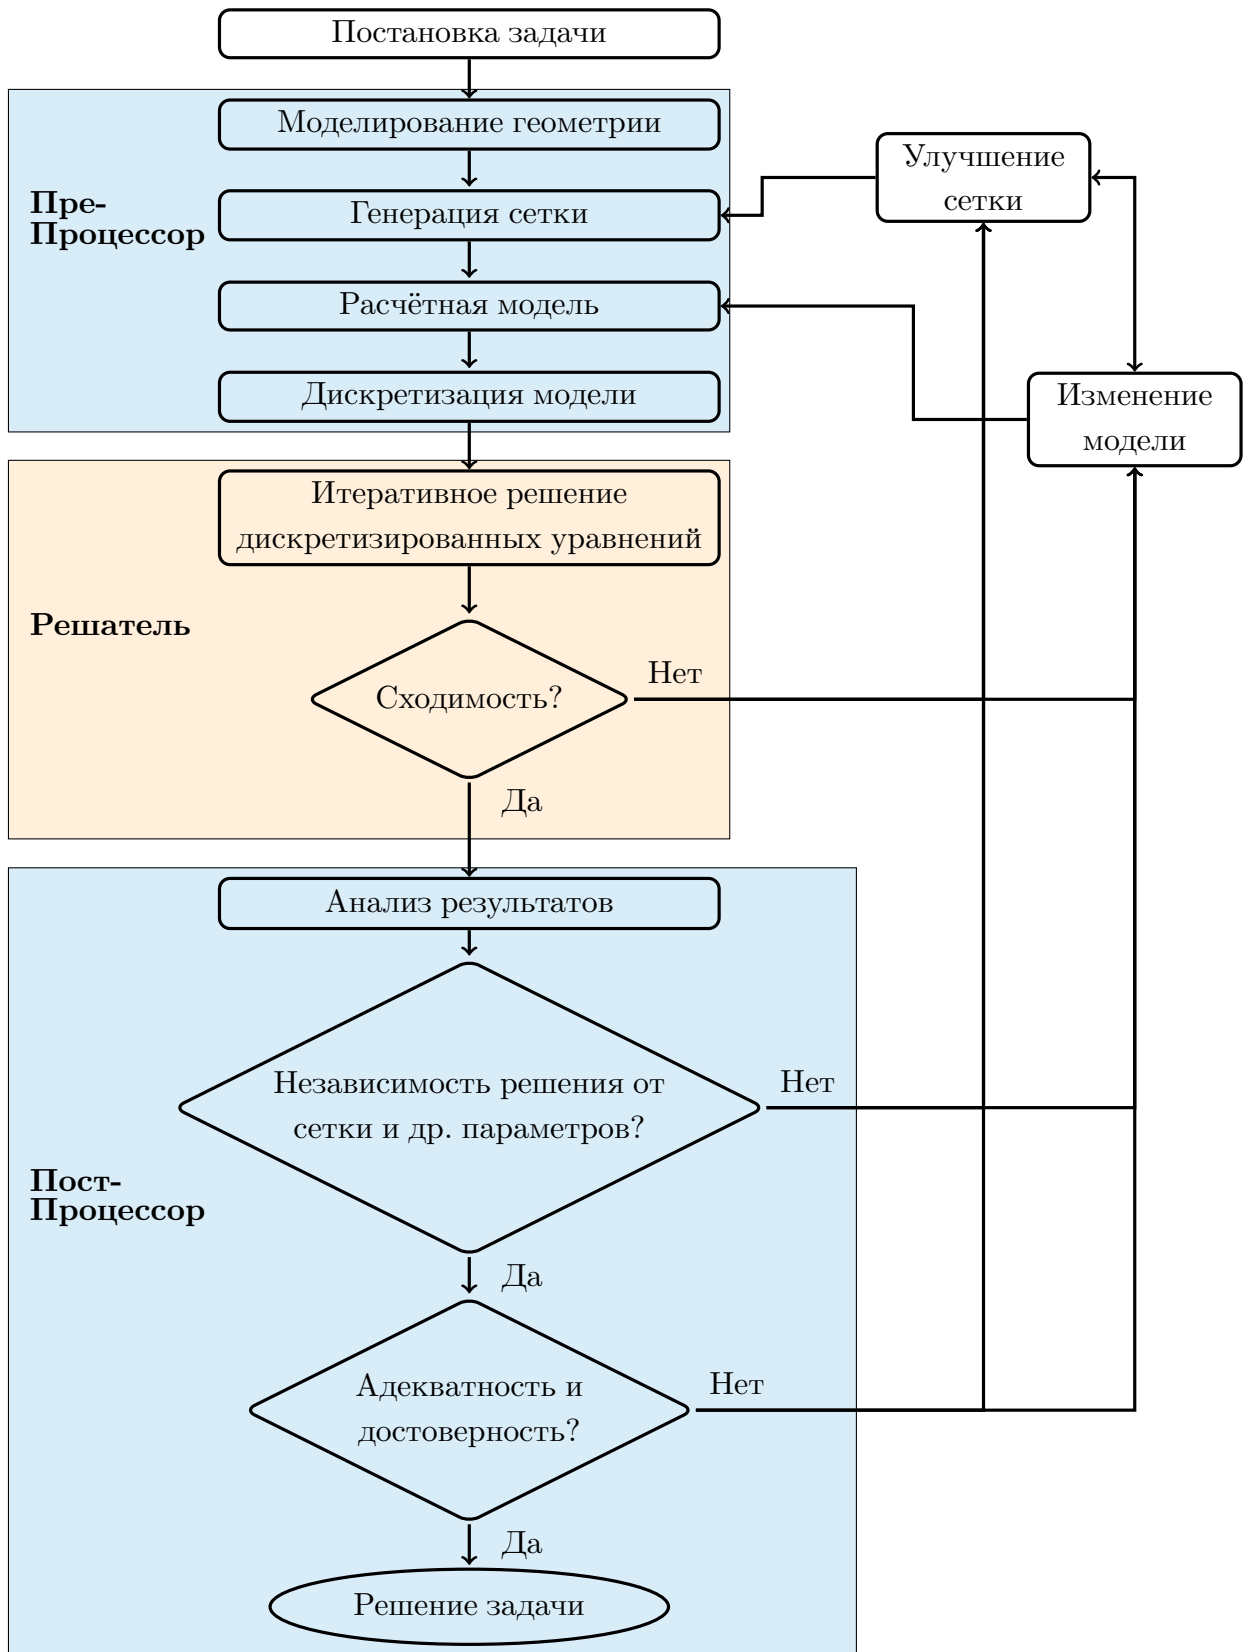 Постановка задачи
Моделирование геометрии
Улучшение
сетки
Пре-
Процессор
Генерация сетки
Расчётная модель
Дискретизация модели
Изменение
модели
Итеративное решение
дискретизированных уравнений
Решатель
Нет
Сходимость?
Да
Анализ результатов
Независимость решения от
сетки и др. параметров?
Нет
Пост-
Процессор
Да
Адекватность и
достоверность?
Нет
Да
Решение задачи